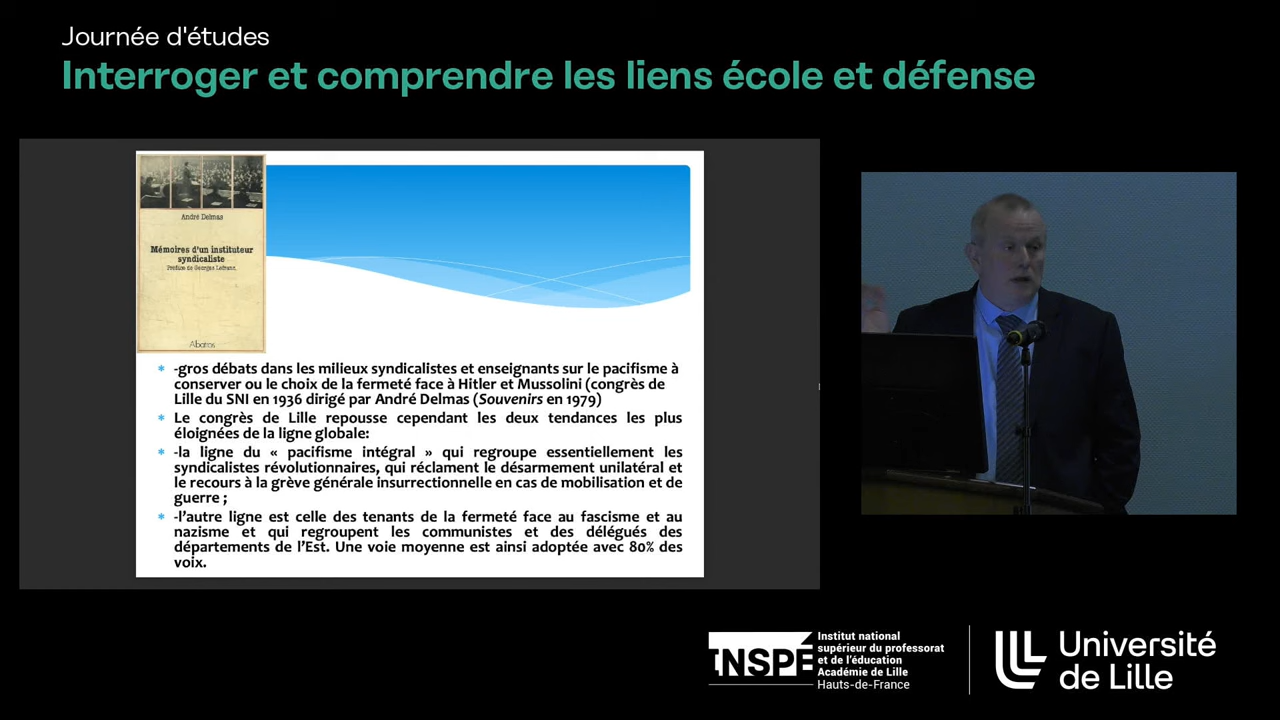 Journée d'études
Interroger et comprendre les liens école et défense
André Delmas
Mémoires d'un instituteur
syndicaliste
Préface de Georges Lefranc
Albatros
-gros débats dans les milieux syndicalistes et enseignants sur le pacifisme à
conserver ou le choix de la fermeté face à Hitler et Mussolini (congrès de
Lille du SNI en 1936 dirigé par André Delmas (Souvenirs en 1979)
Le congrès de Lille repousse cependant les deux tendances les plus
éloignées de la ligne globale:
-la ligne du « pacifisme intégral » qui regroupe essentiellement les
syndicalistes révolutionnaires, qui réclament le désarmement unilatéral et
le recours à la grève générale insurrectionnelle en cas de mobilisation et de
guerre ;
-l'autre ligne est celle des tenants de la fermeté face au fascisme et au
nazisme et qui regroupent les communistes et des délégués des
départements de l'Est. Une voie moyenne est ainsi adoptée avec 80% des
voix.
INSPÉ
Institut national
supérieur du professorat
et de l'éducation
Académie de Lille
Hauts-de-France
Université
de Lille